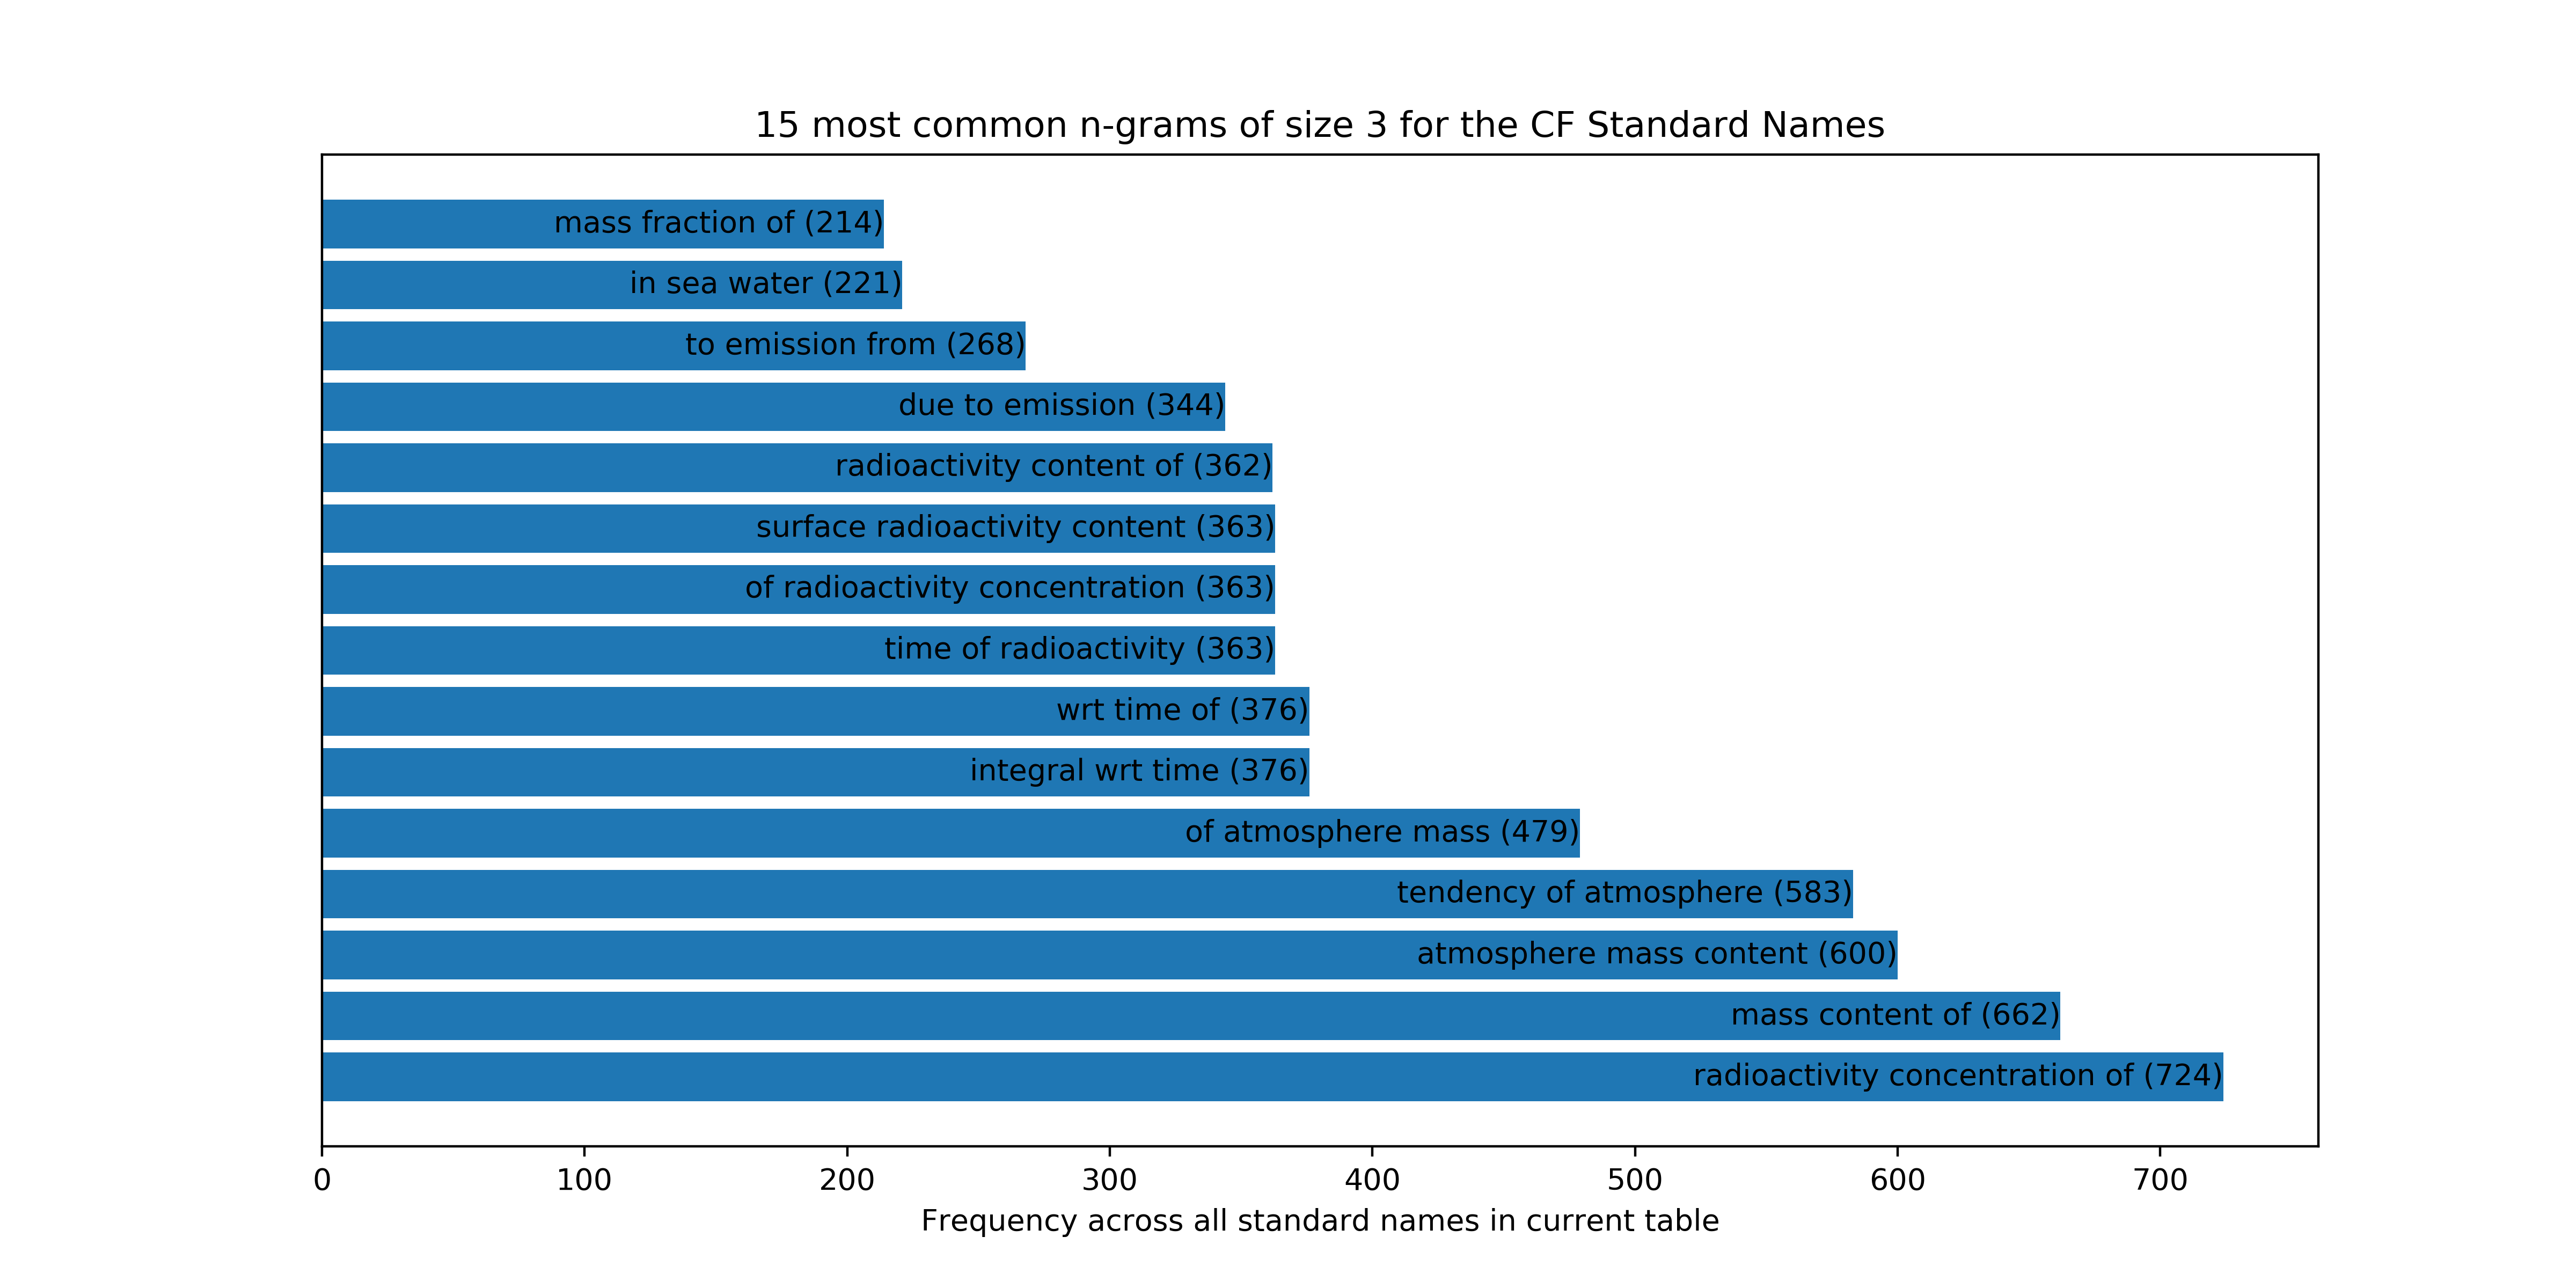 15 most common n-grams of size 3 for the CF Standard Names
mass fraction of (214)
in sea water (221)
to emission from (268)
due to emission (344)
radioactivity content of (362)
surface radioactivity content (363)
of radioactivity concentration (363)
time of radioactivity (363)
wrt time of (376)
integral wrt time (376)
of atmosphere mass (479)
tendency of atmosphere (583)
atmosphere mass content (600)
mass content of (662)
radioactivity concentration of (724)
0 100 200 300 400 500 600 700
Frequency across all standard names in current table